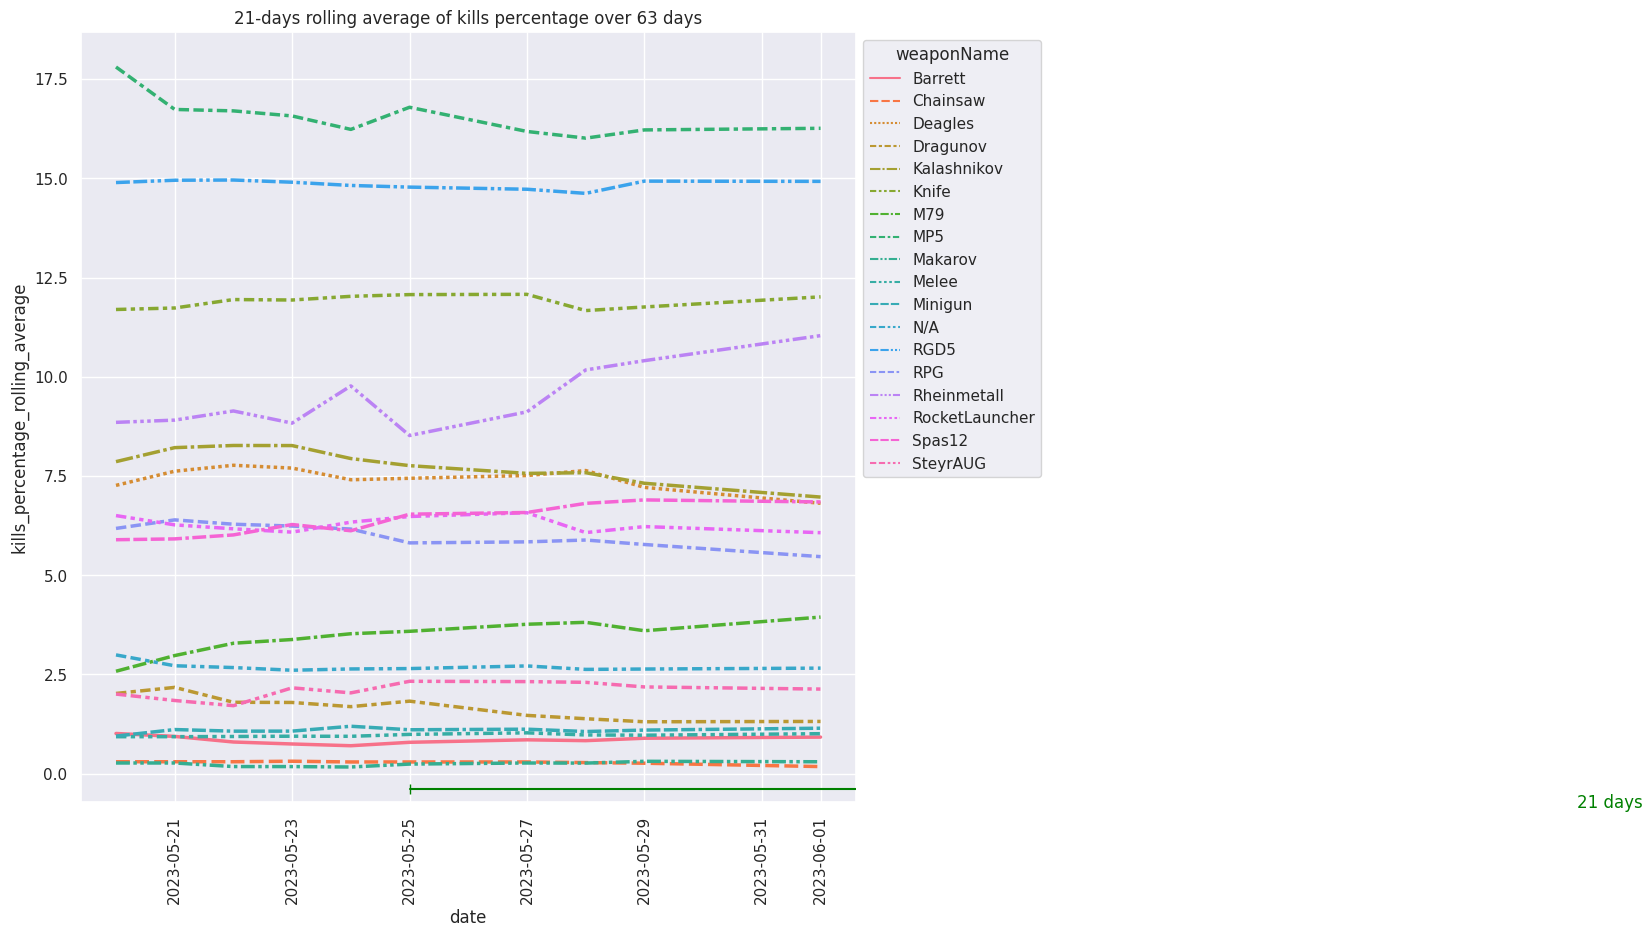 21-days rolling average of kills percentage over 63 days
kills_percentage_rolling_average
17.5
15.0
12.5
10.0
7.5
5.0
2.5
0.0
2023-05-21
2023-05-23
2023-05-25
2023-05-27
2023-05-29
2023-05-31
2023-06-01
date
weaponName
Barrett
Chainsaw
Deagles
Dragunov
Kalashnikov
Knife
M79
MP5
Makarov
Melee
Minigun
N/A
RGD5
RPG
Rheinmetall
RocketLauncher
Spas12
SteyrAUG
21 days